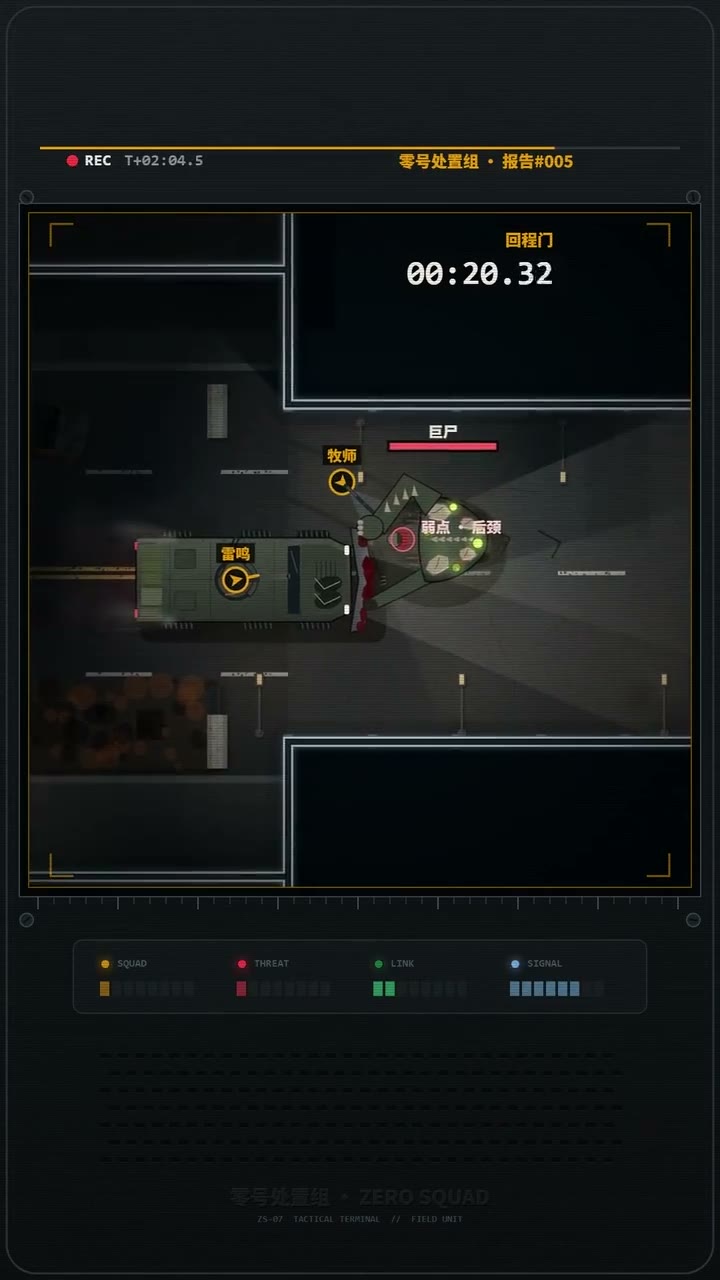 REC T+02:04.5
零号处置组 · 报告#005
回程门
00:20.32
巨尸
牧师
弱点 · 后颈
雷鸣
SQUAD
THREAT
LINK
SIGNAL
零号处置组 · ZERO SQUAD
ZS-07 TACTICAL TERMINAL // FIELD UNIT